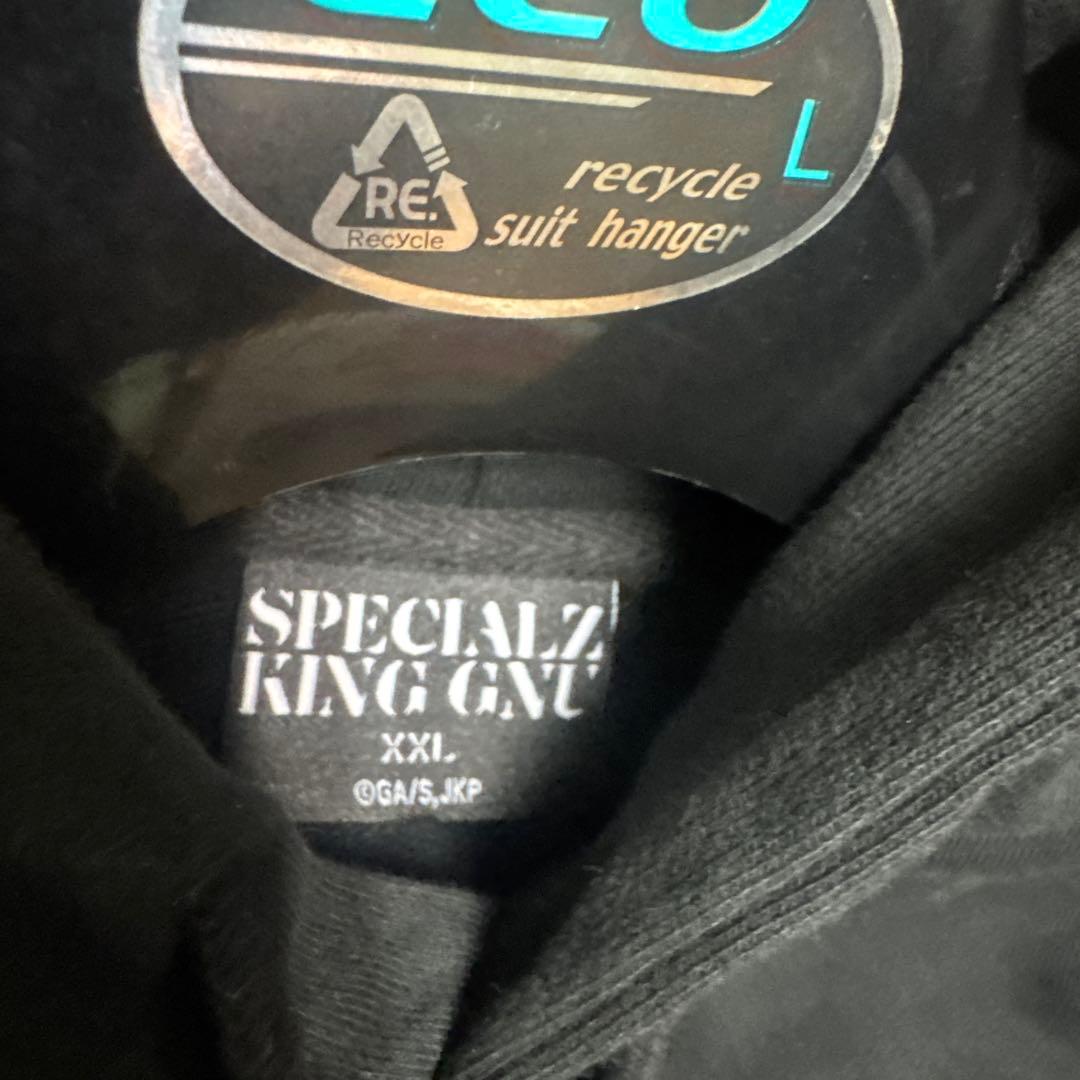 L
recycle
suit hanger
RE.
Recycle
SPECIALZ
KING GNU
XXL
©GA/S,JKP